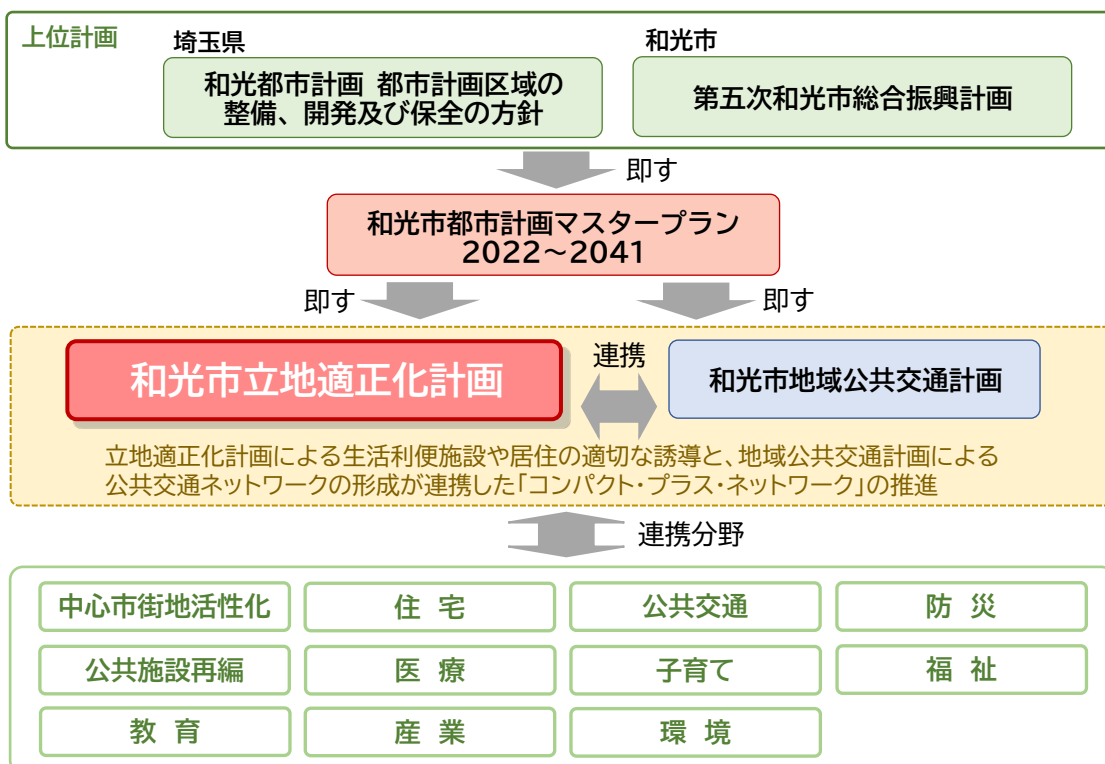 上位計画
埼玉県
和光都市計画 都市計画区域の
整備、開発及び保全の方針
和光市
第五次和光市総合振興計画
即す
和光市都市計画マスタープラン
2022～2041
即す
即す
和光市立地適正化計画
連携
和光市地域公共交通計画
立地適正化計画による生活利便施設や居住の適切な誘導と、地域公共交通計画による
公共交通ネットワークの形成が連携した「コンパクト・プラス・ネットワーク」の推進
連携分野
中心市街地活性化
住 宅
公共交通
防 災
公共施設再編
医 療
子育て
福 祉
教 育
産 業
環 境